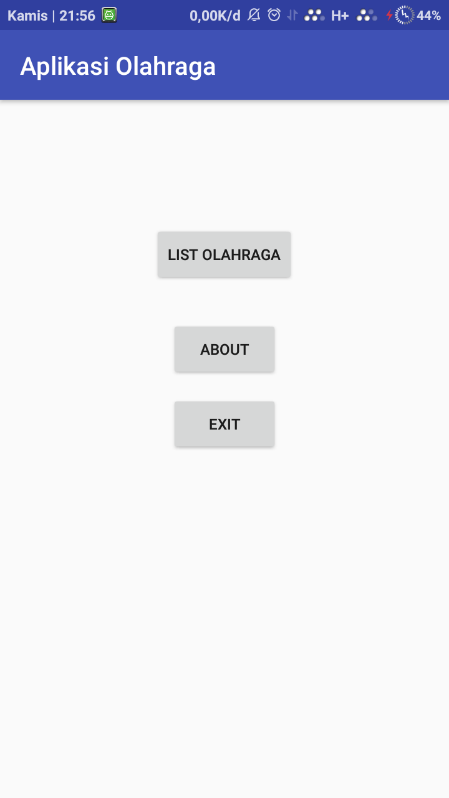 Kamis | 21:56 0,00K/d H+ 44%
Aplikasi Olahraga
LIST OLAHRAGA
ABOUT
EXIT